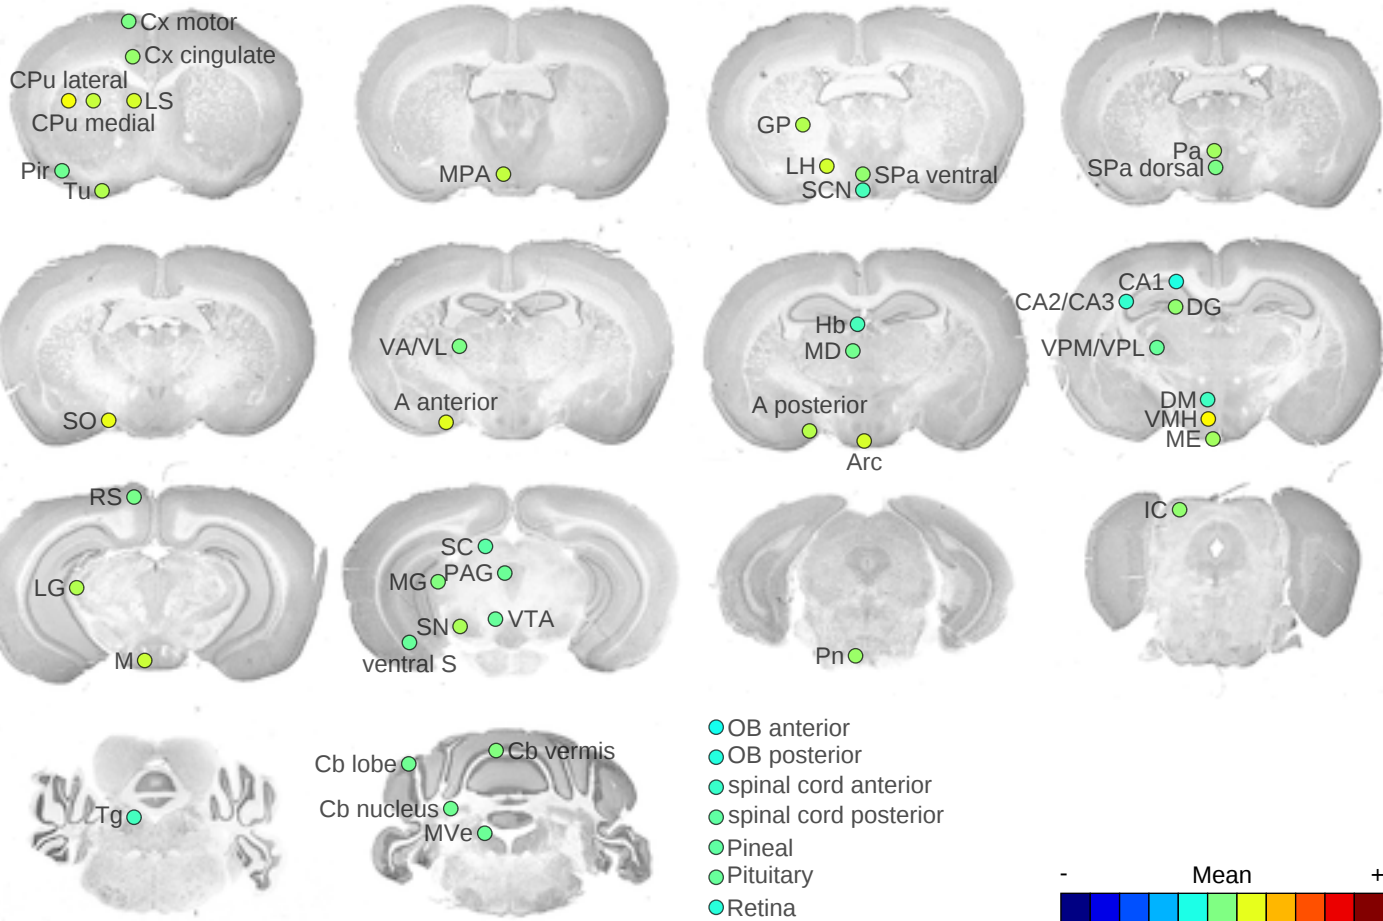 Cx motor
Cx cingulate
CPu lateral
LS
CPu medial
Pir
Tu
MPA
GP
LH
SPa ventral
SCN
Pa
SPa dorsal
SO
VA/VL
A anterior
Hb
MD
A posterior
Arc
CA1
CA2/CA3
DG
VPM/VPL
DM
VMH
ME
RS
LG
M
SC
PAG
MG
VTA
SN
ventral S
Pn
IC
Tg
Cb vermis
Cb lobe
Cb nucleus
MVe
OB anterior
OB posterior
spinal cord anterior
spinal cord posterior
Pineal
Pituitary
Retina
- Mean +